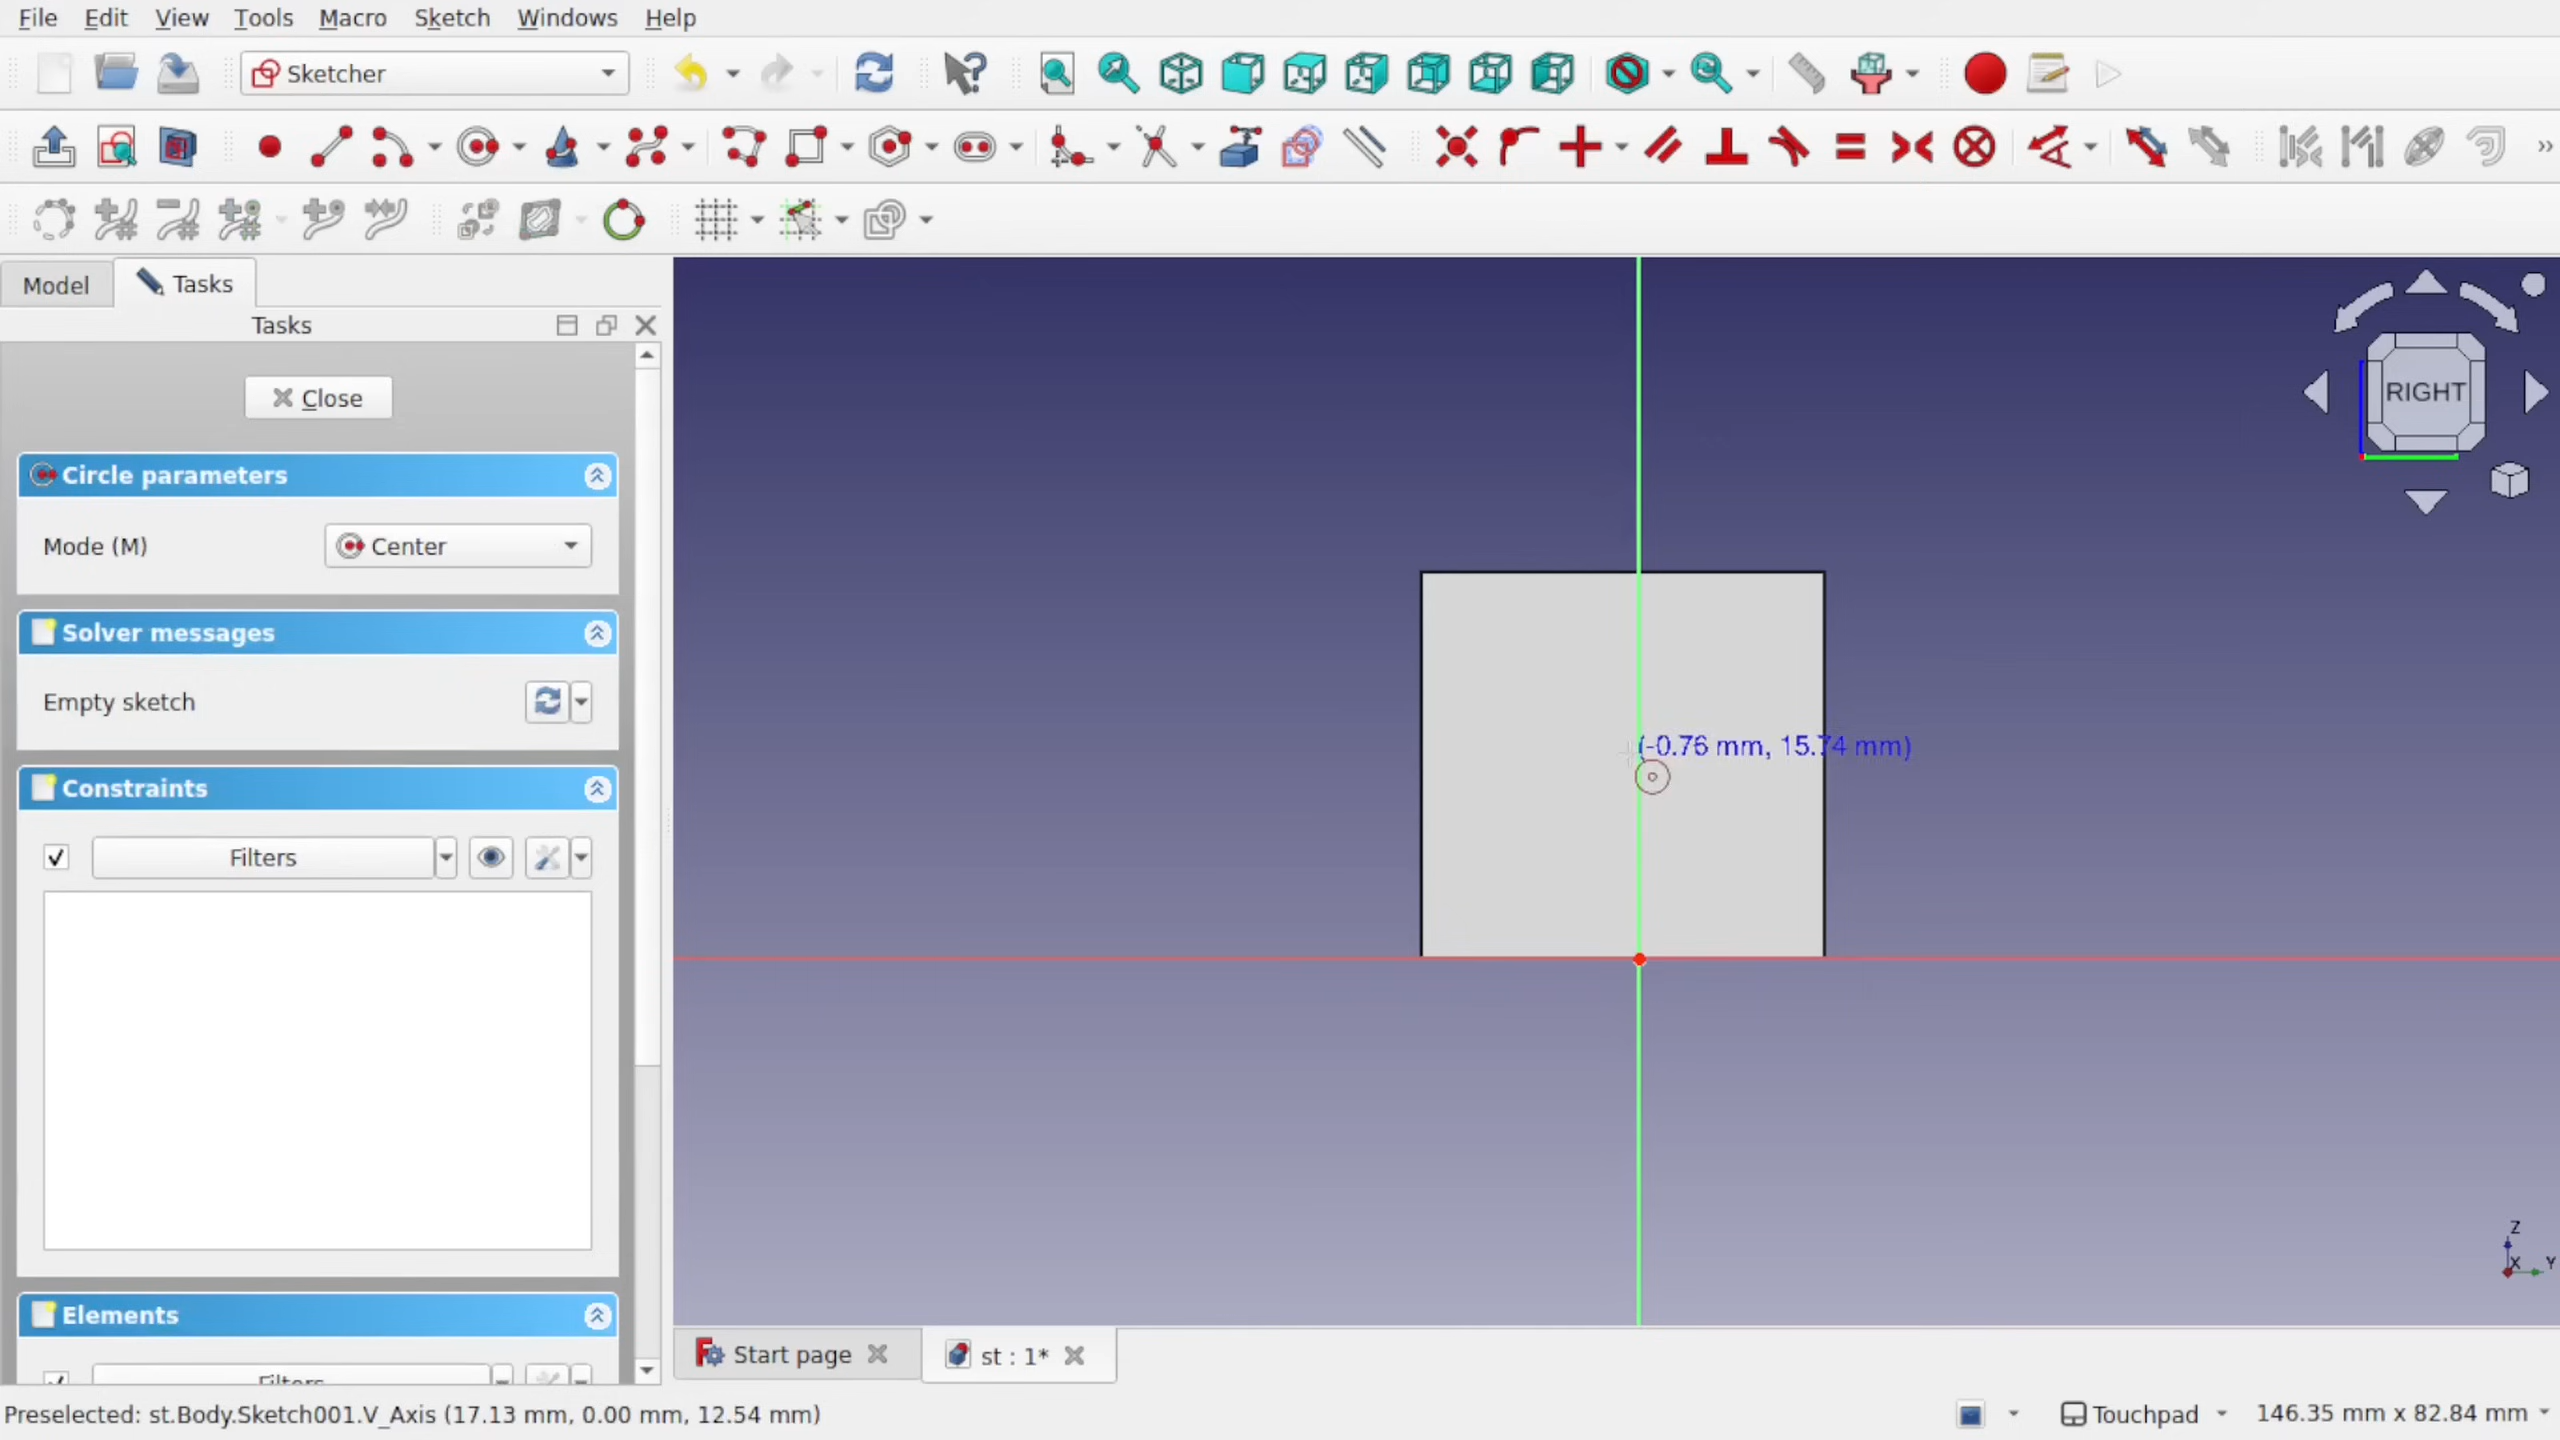 File Edit View Tools Macro Sketch Windows Help
Sketcher
Model Tasks
Tasks
Close
Circle parameters
Mode (M) Center
Solver messages
Empty sketch
Constraints
Filters
Elements
Filters
RIGHT
(-0.76 mm, 15.74 mm)
Z
X Y
Start page st : 1*
Preselected: st.Body.Sketch001.V_Axis (17.13 mm, 0.00 mm, 12.54 mm) Touchpad 146.35 mm x 82.84 mm